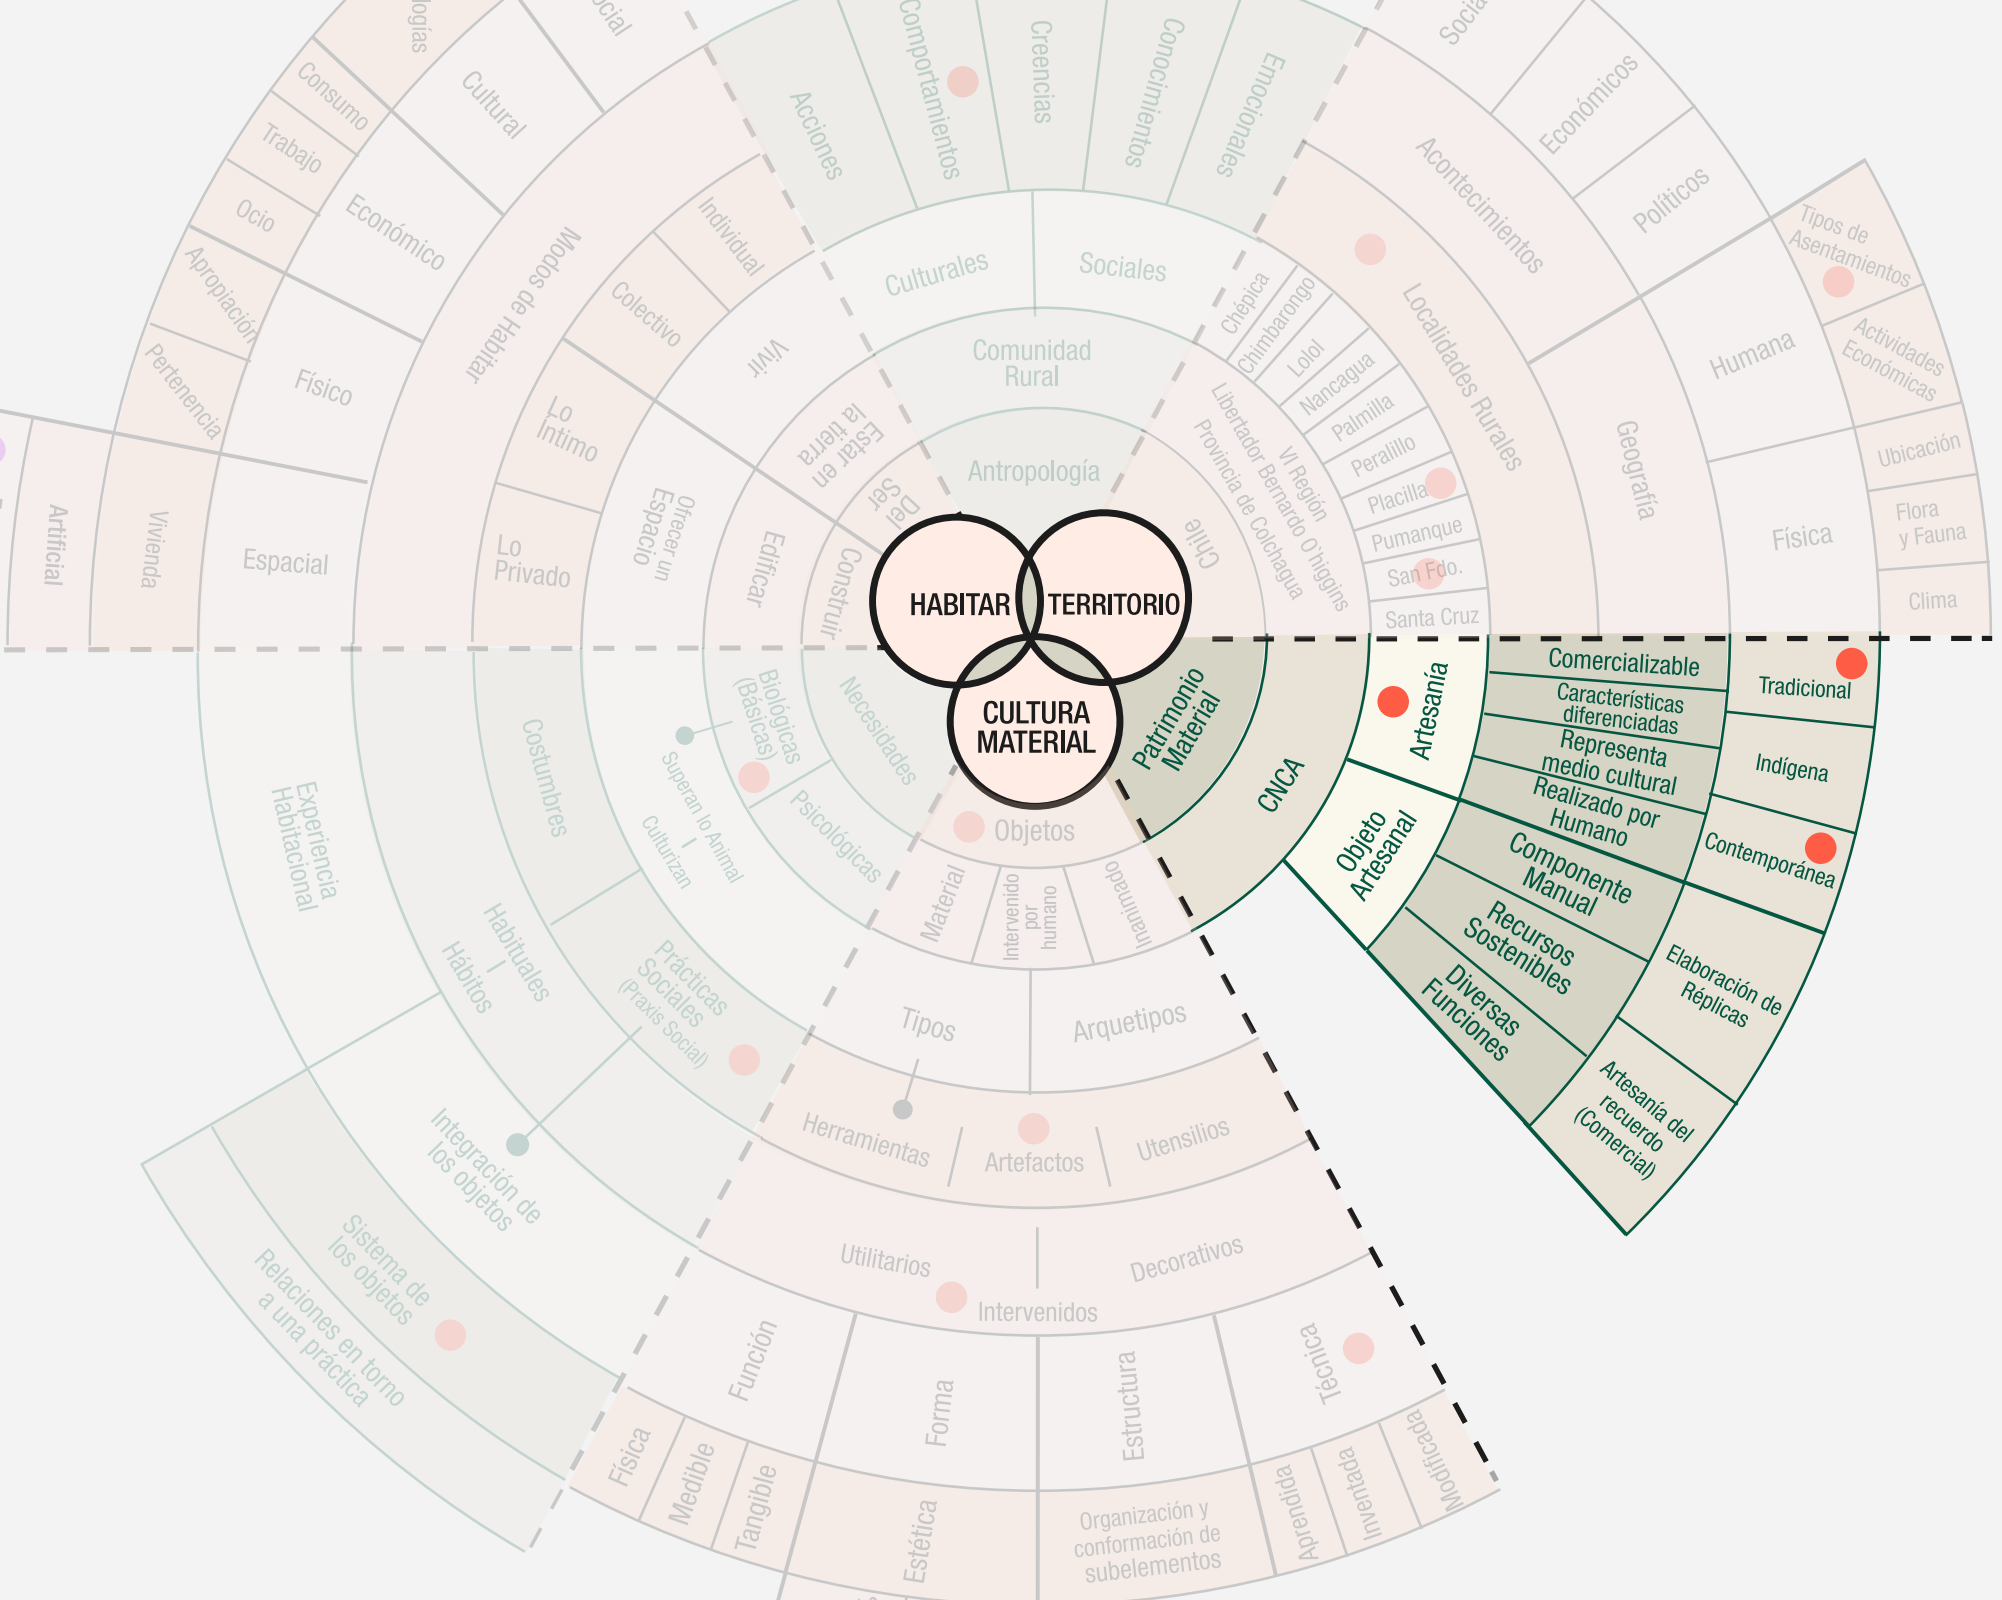 HABITAR
TERRITORIO
CULTURA
MATERIAL
Patrimonio
Material
CNCA
Artesanía
Objeto
Artesanal
Comercializable
Características
diferenciadas
Representa
medio cultural
Realizado por
Humano
Componente
Manual
Recursos
Sostenibles
Diversas
Funciones
Tradicional
Indígena
Contemporánea
Elaboración de
Réplicas
Artesanía del
recuerdo
(Comercial)
Antropología
Comunidad
Rural
Culturales
Sociales
Acciones
Comportamientos
Creencias
Conocimientos
Emocionales
Chile
VI Región
Libertador Bernardo O`higgins
Provincia de Colchagua
Chépica
Chimbarongo
Lolol
Nancagua
Palmilla
Peralillo
Placilla
Pumanque
San Fdo.
Santa Cruz
Localidades Rurales
Acontecimientos
Económicos
Políticos
Geografía
Humana
Física
Tipos de
Asentamientos
Actividades
Económicas
Ubicación
Flora
y Fauna
Clima
Del
Ser
Construir
Estar en
la tierra
Edificar
Vivir
Ofrecer un
Espacio
Individual
Colectivo
Lo
Íntimo
Lo
Privado
Modos de Habitar
Cultural
Económico
Físico
Espacial
Consumo
Trabajo
Ocio
Apropiación
Pertenencia
Vivienda
Artificial
Necesidades
Biológicas
(Básicas)
Psicológicas
Superan lo Animal
Culturizan
Costumbres
Prácticas
Sociales
(Praxis Social)
Habituales
Hábitos
Experiencia
Habitacional
Integración de
los objetos
Sistema de
los objetos
Relaciones en torno
a una práctica
Objetos
Material
Intervenido
por
humano
Inanimado
Tipos
Arquetipos
Herramientas
Artefactos
Utensilios
Utilitarios
Decorativos
Intervenidos
Función
Forma
Estructura
Técnica
Física
Medible
Tangible
Estética
Organización y
conformación de
subelementos
Aprendida
Inventada
Modificada